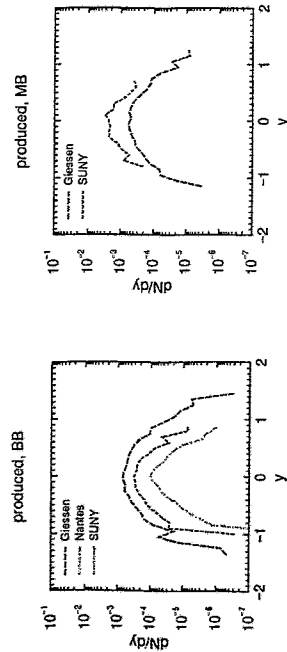 produced, BB
dN/dy
10⁻¹
10⁻²
10⁻³
10⁻⁴
10⁻⁵
10⁻⁶
10⁻⁷
Giessen
Nantes
SUNY
-2 -1 0 1 2
y
produced, MB
dN/dy
10⁻¹
10⁻²
10⁻³
10⁻⁴
10⁻⁵
10⁻⁶
10⁻⁷
Giessen
SUNY
-2 -1 0 1 2
y